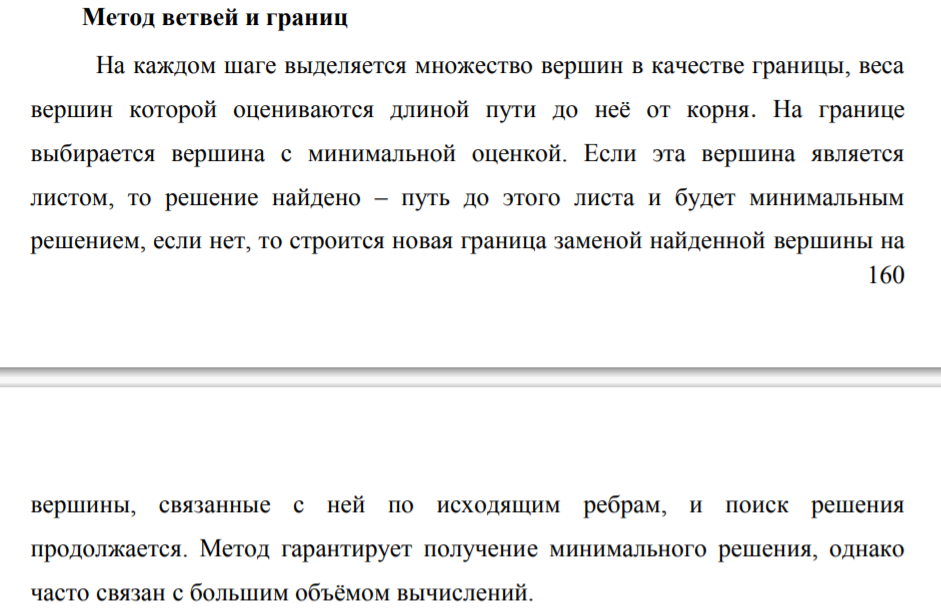 Метод ветвей и границ
На каждом шаге выделяется множество вершин в качестве границы, веса
вершин которой оцениваются длиной пути до неё от корня. На границе
выбирается вершина с минимальной оценкой. Если эта вершина является
листом, то решение найдено – путь до этого листа и будет минимальным
решением, если нет, то строится новая граница заменой найденной вершины на
160
вершины, связанные с ней по исходящим ребрам, и поиск решения
продолжается. Метод гарантирует получение минимального решения, однако
часто связан с большим объёмом вычислений.